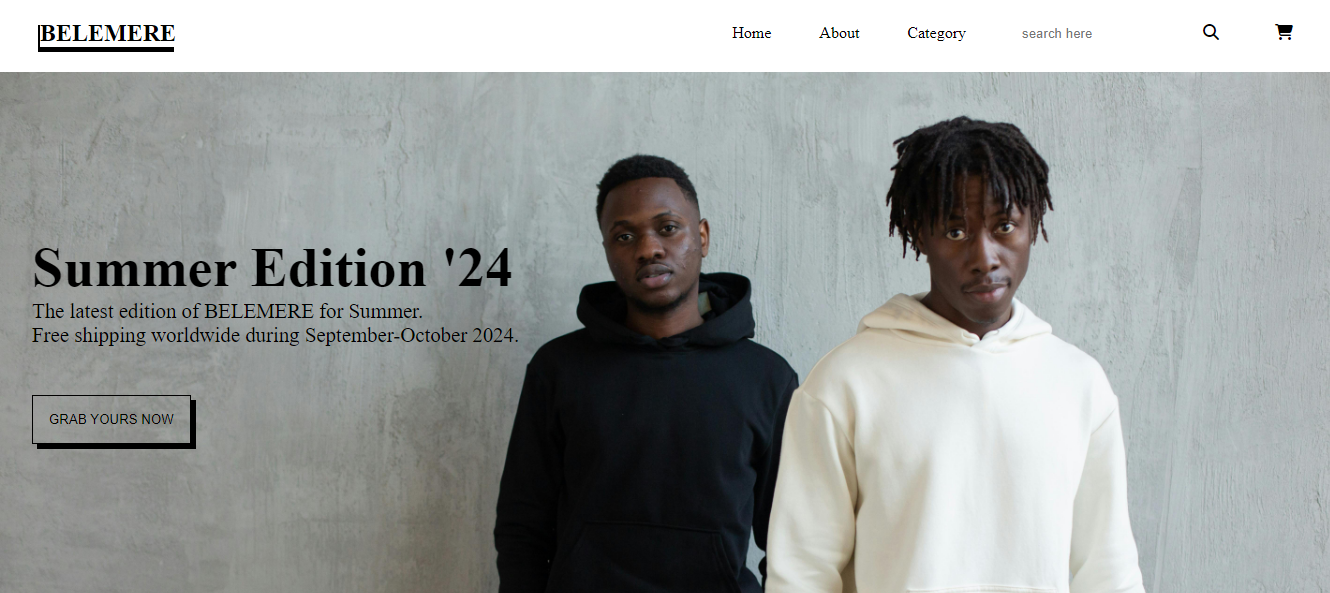 BELEMERE
Home
About
Category
search here
Summer Edition '24
The latest edition of BELEMERE for Summer.
Free shipping worldwide during September-October 2024.
GRAB YOURS NOW